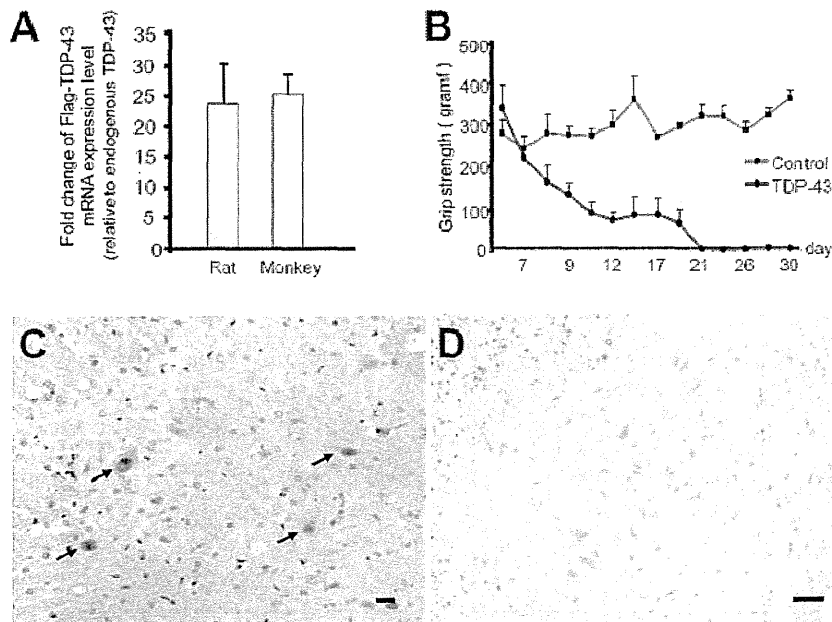 A
Fold change of Flag-TDP-43
mRNA expression level
(relative to endogenous TDP-43)
35
30
25
20
15
10
5
0
Rat Monkey
B
Grip strength ( gramf )
500
400
300
200
100
0
Control
TDP-43
7 9 12 17 21 26 30 day
C
D